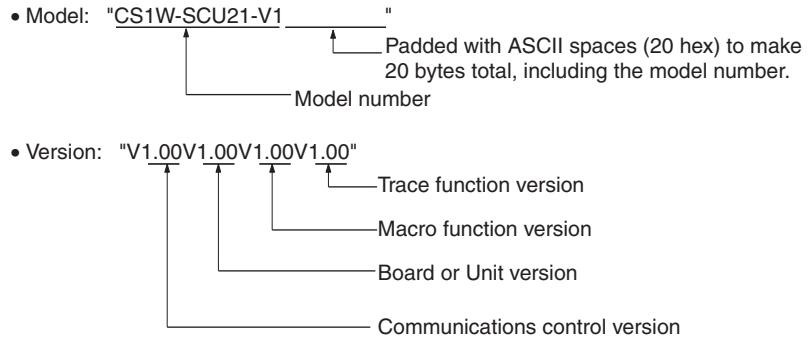 • Model: "CS1W-SCU21-V1 "
Padded with ASCII spaces (20 hex) to make
20 bytes total, including the model number.
Model number
• Version: "V1.00V1.00V1.00V1.00"
Trace function version
Macro function version
Board or Unit version
Communications control version